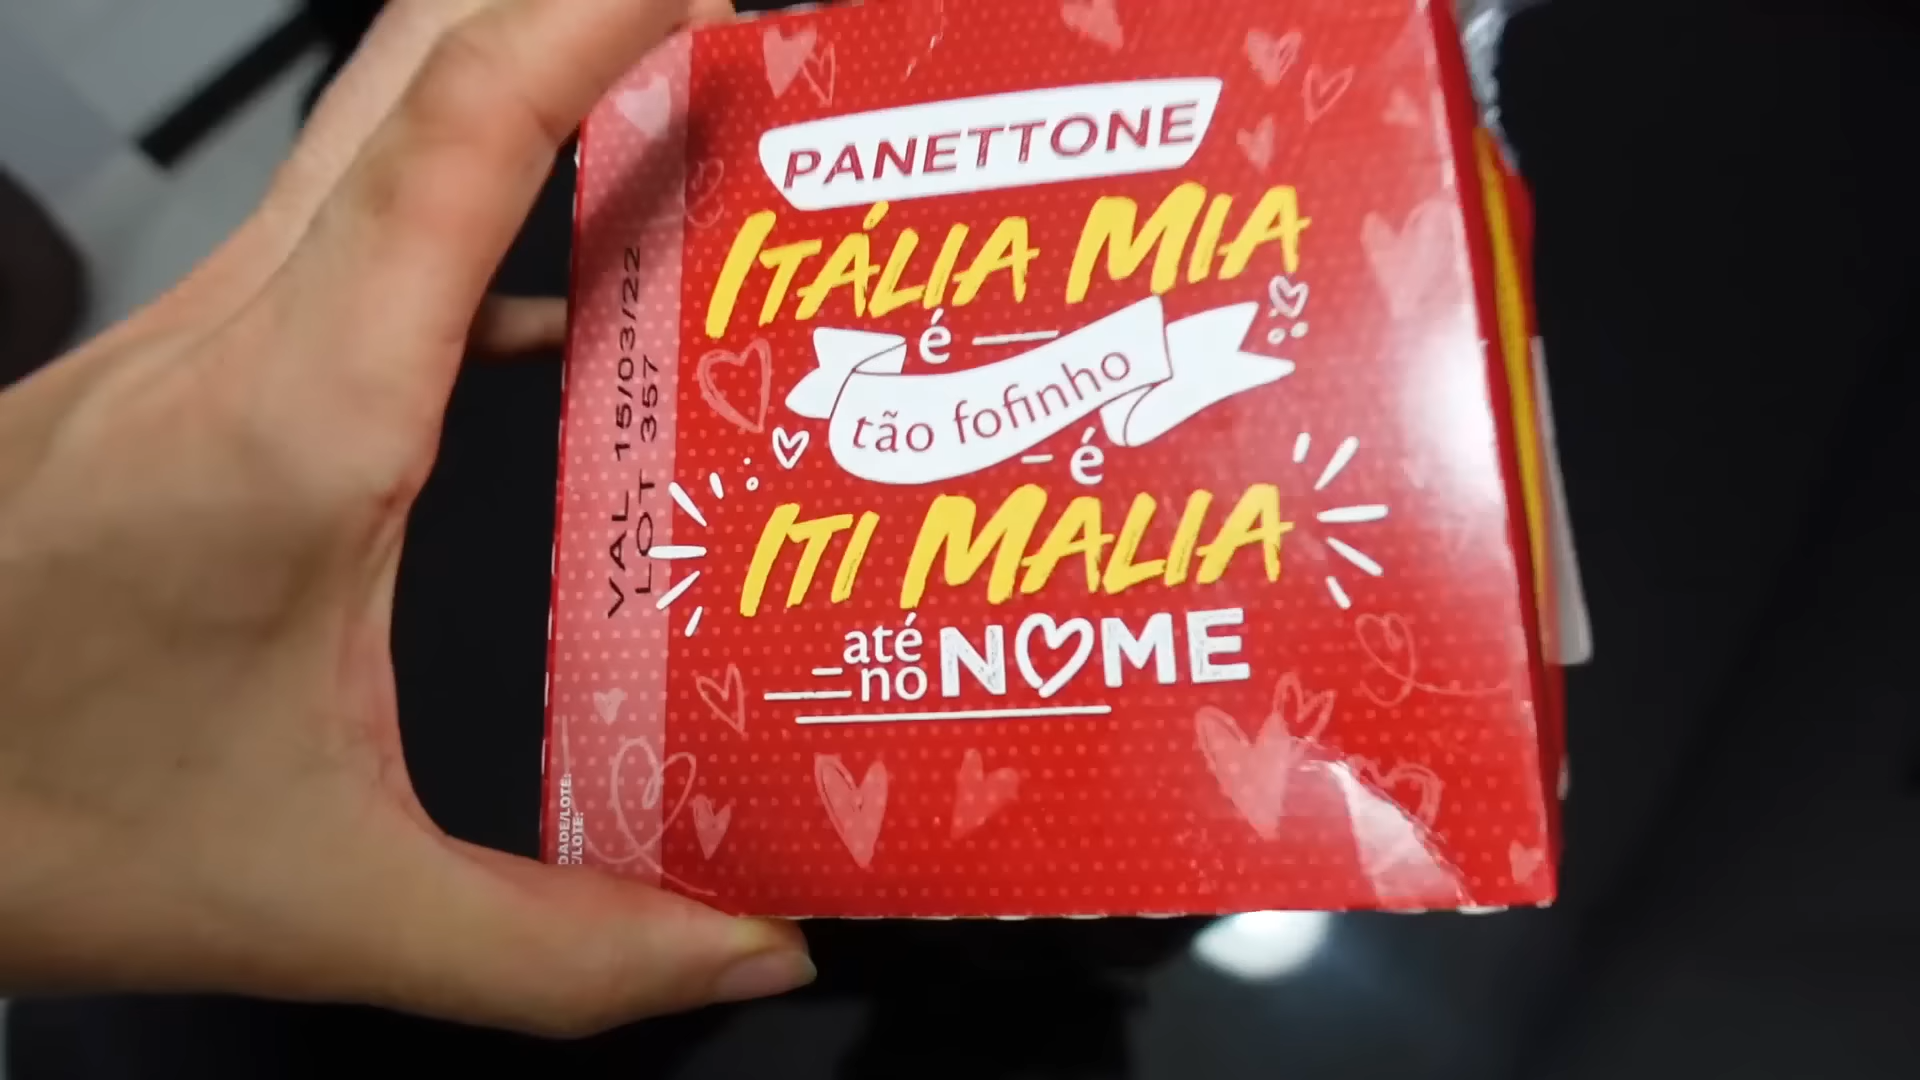 PANETTONE
ITÁLIA MIA
é
tão fofinho
é
ITI MALIA
até
no NOME
VAL 15/03/22
LOT 357